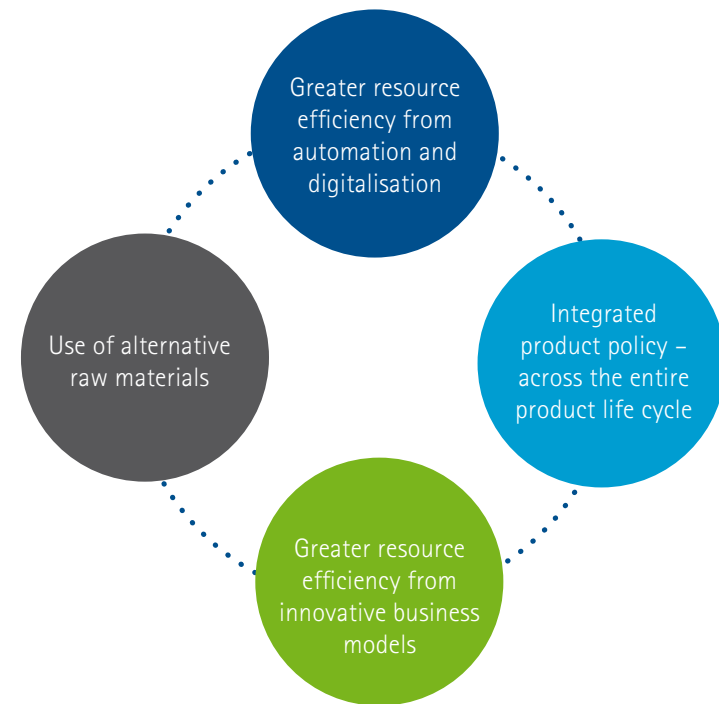 Greater resource
efficiency from
automation and
digitalisation
Integrated
product policy –
across the entire
product life cycle
Use of alternative
raw materials
Greater resource
efficiency from
innovative business
models